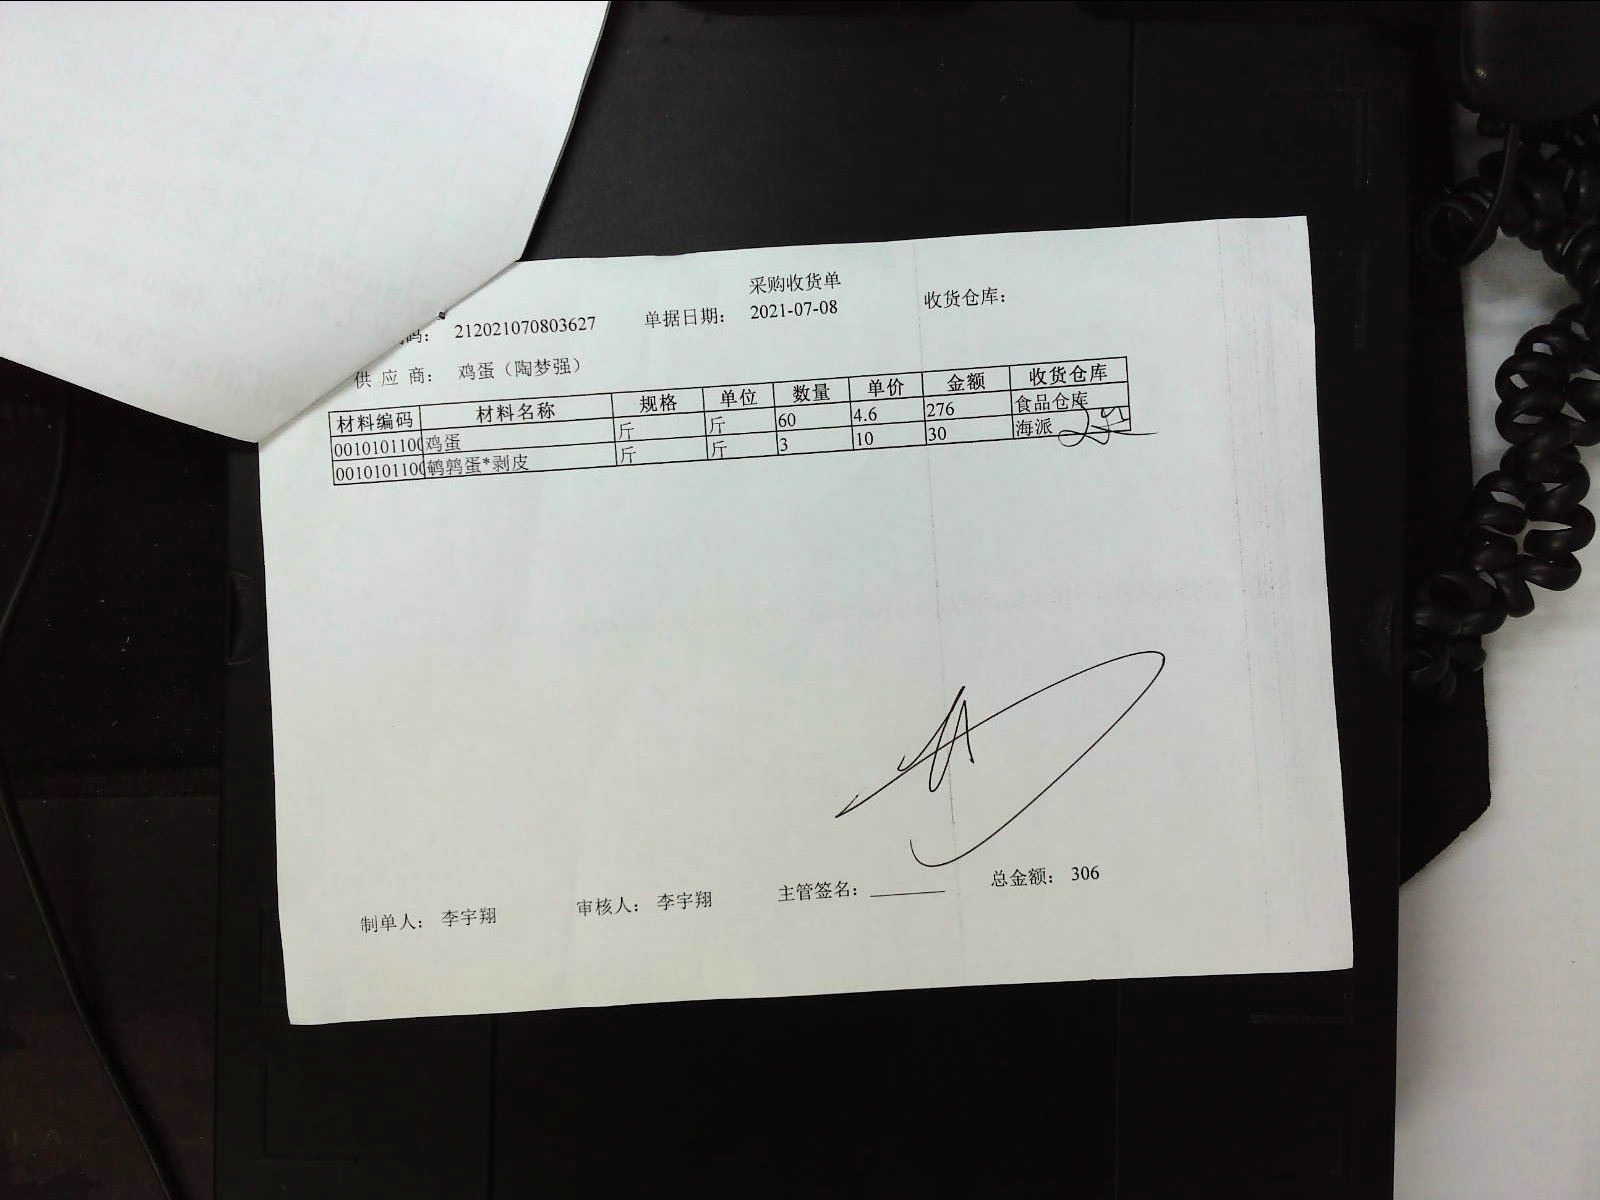 采购收货单
码： 212021070803627 单据日期： 2021-07-08 收货仓库：
供 应 商： 鸡蛋（陶梦强）
材料编码 材料名称 规格 单位 数量 单价 金额 收货仓库
0010101100 鸡蛋 斤 斤 60 4.6 276 食品仓库
0010101100 鹌鹑蛋*剥皮 斤 斤 3 10 30 海派
制单人： 李宇翔 审核人： 李宇翔 主管签名： 总金额： 306